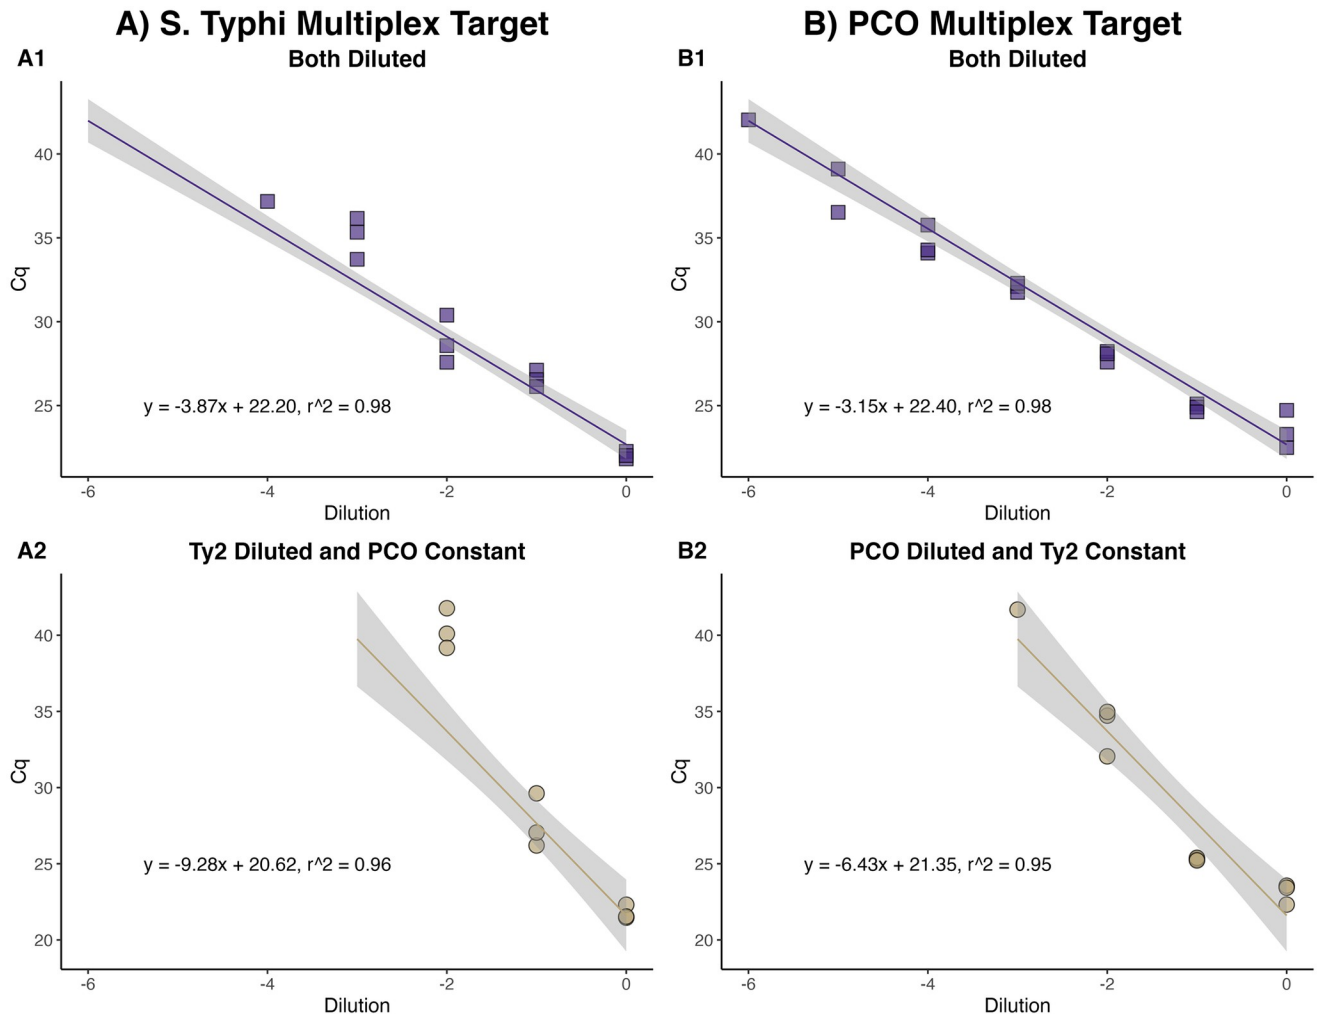 A) S. Typhi Multiplex Target
B) PCO Multiplex Target
A1
Both Diluted
40
35
30
25
Cq
y = -3.87x + 22.20, r^2 = 0.98
-6
-4
-2
0
Dilution
B1
Both Diluted
40
35
30
25
Cq
y = -3.15x + 22.40, r^2 = 0.98
-6
-4
-2
0
Dilution
A2
Ty2 Diluted and PCO Constant
40
35
30
25
20
Cq
y = -9.28x + 20.62, r^2 = 0.96
-6
-4
-2
0
Dilution
B2
PCO Diluted and Ty2 Constant
40
35
30
25
20
Cq
y = -6.43x + 21.35, r^2 = 0.95
-6
-4
-2
0
Dilution